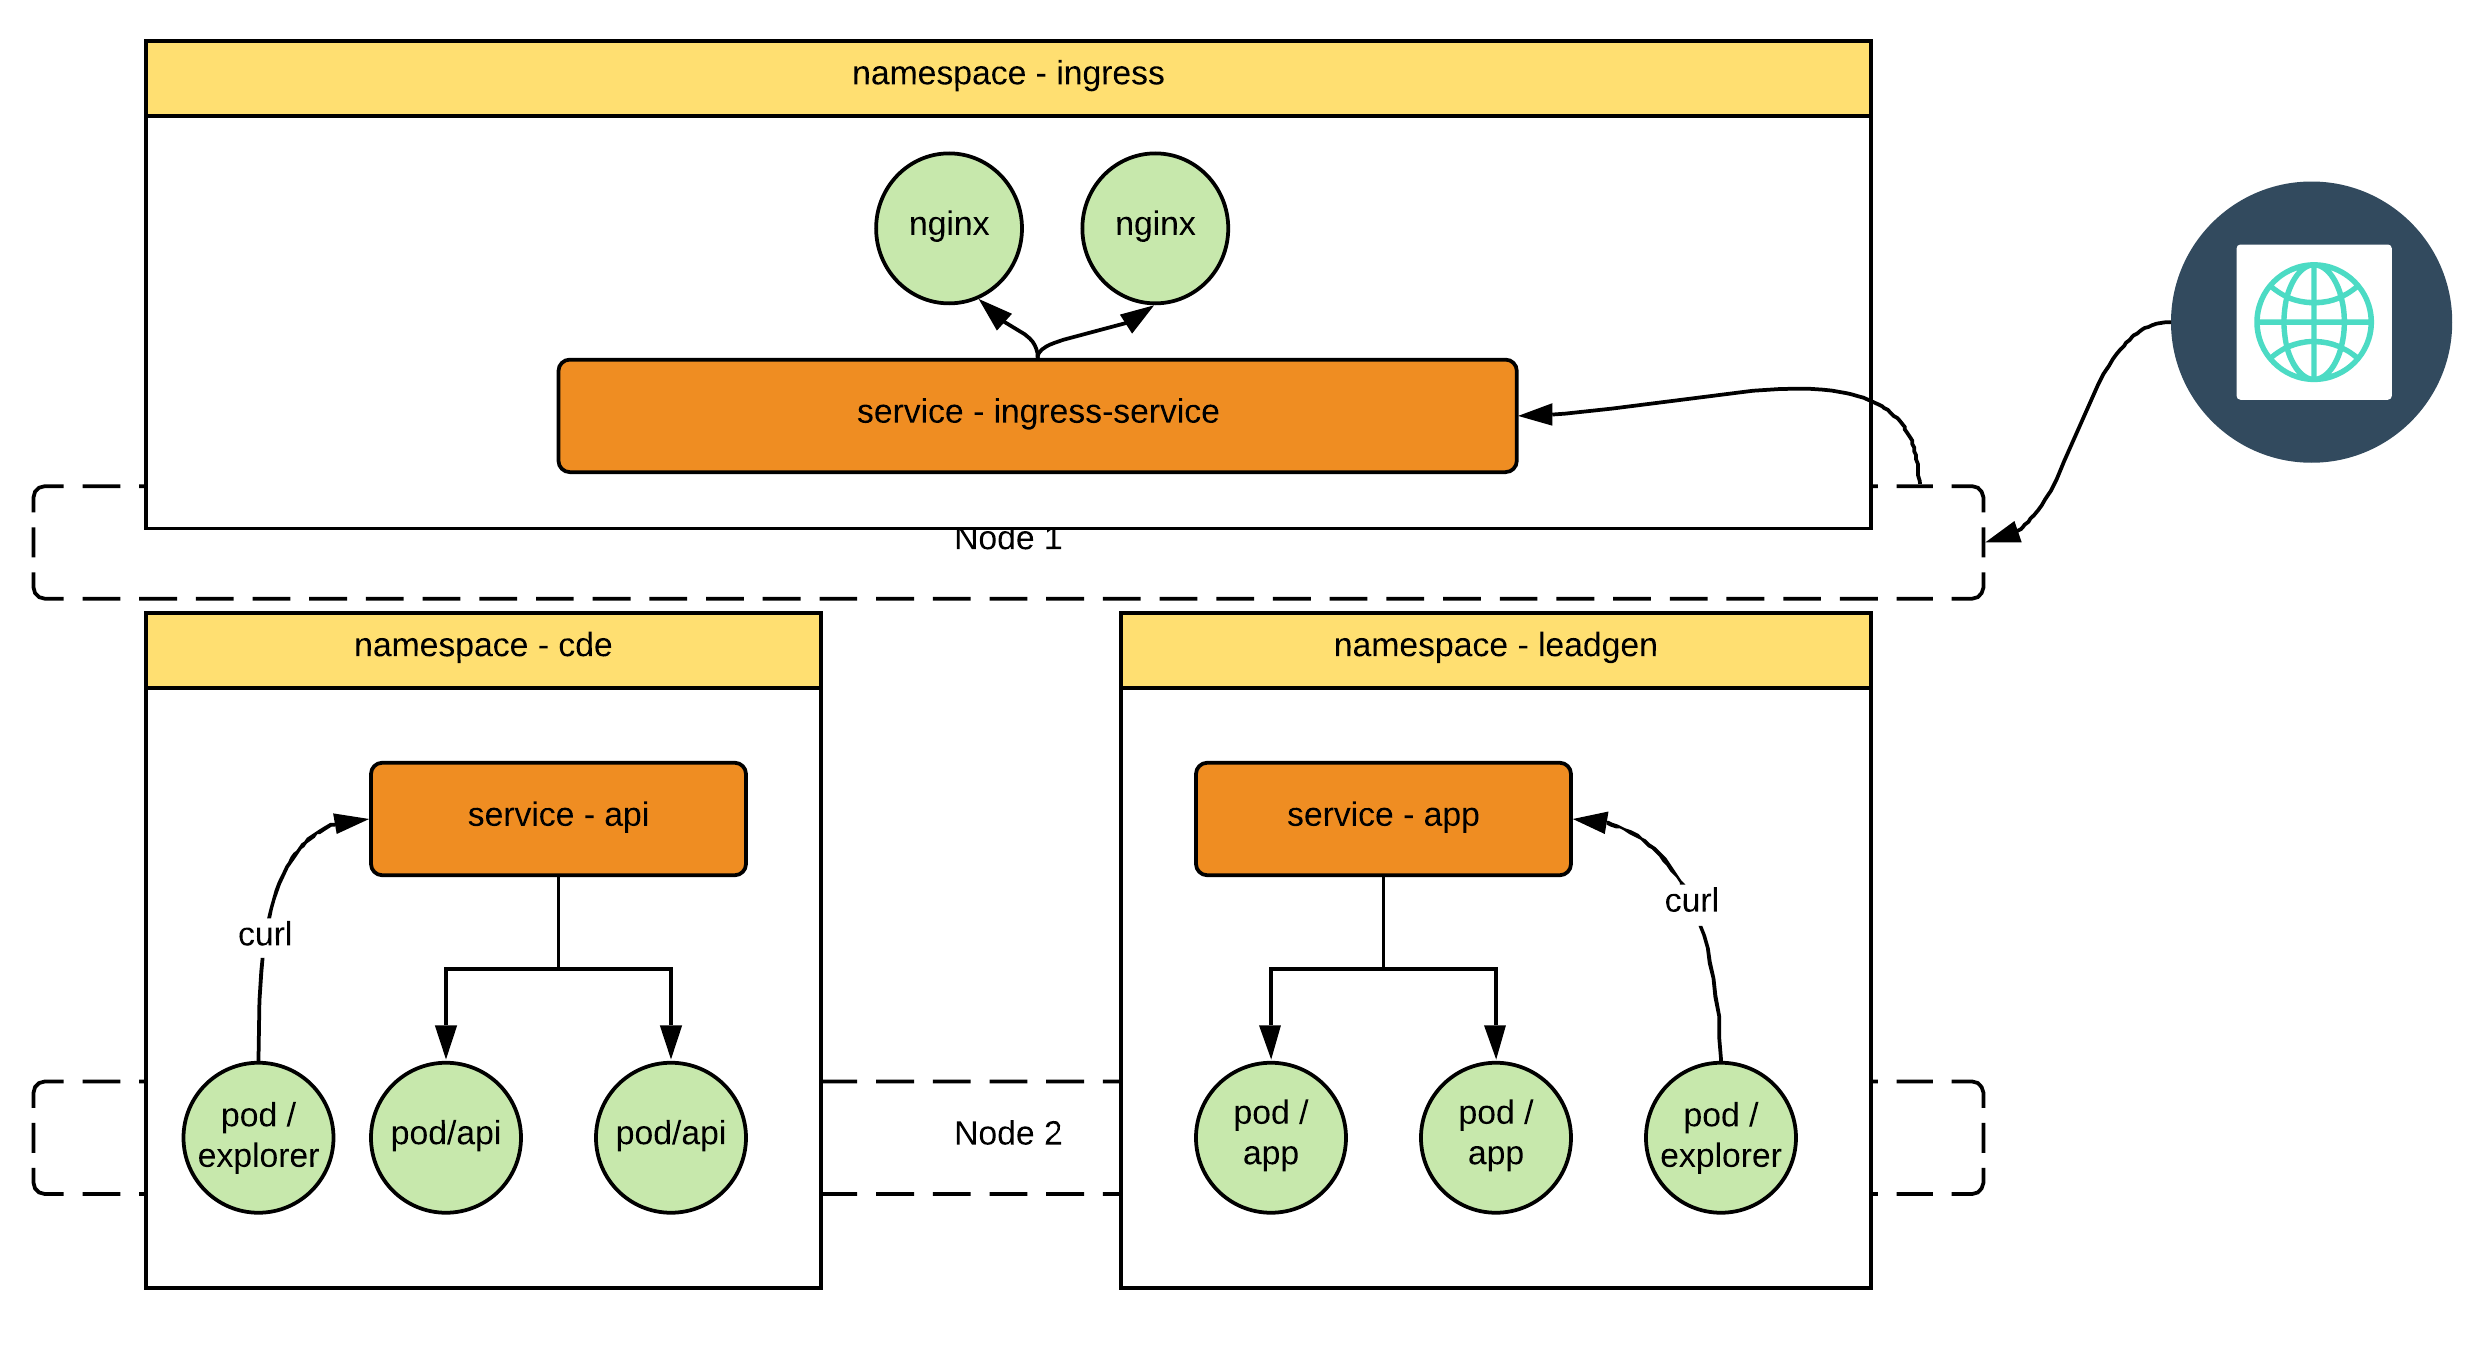 namespace - ingress
nginx
nginx
service - ingress-service
Node 1
namespace - cde
namespace - leadgen
service - api
service - app
curl
curl
pod /
explorer
pod/api
pod/api
Node 2
pod /
app
pod /
app
pod /
explorer